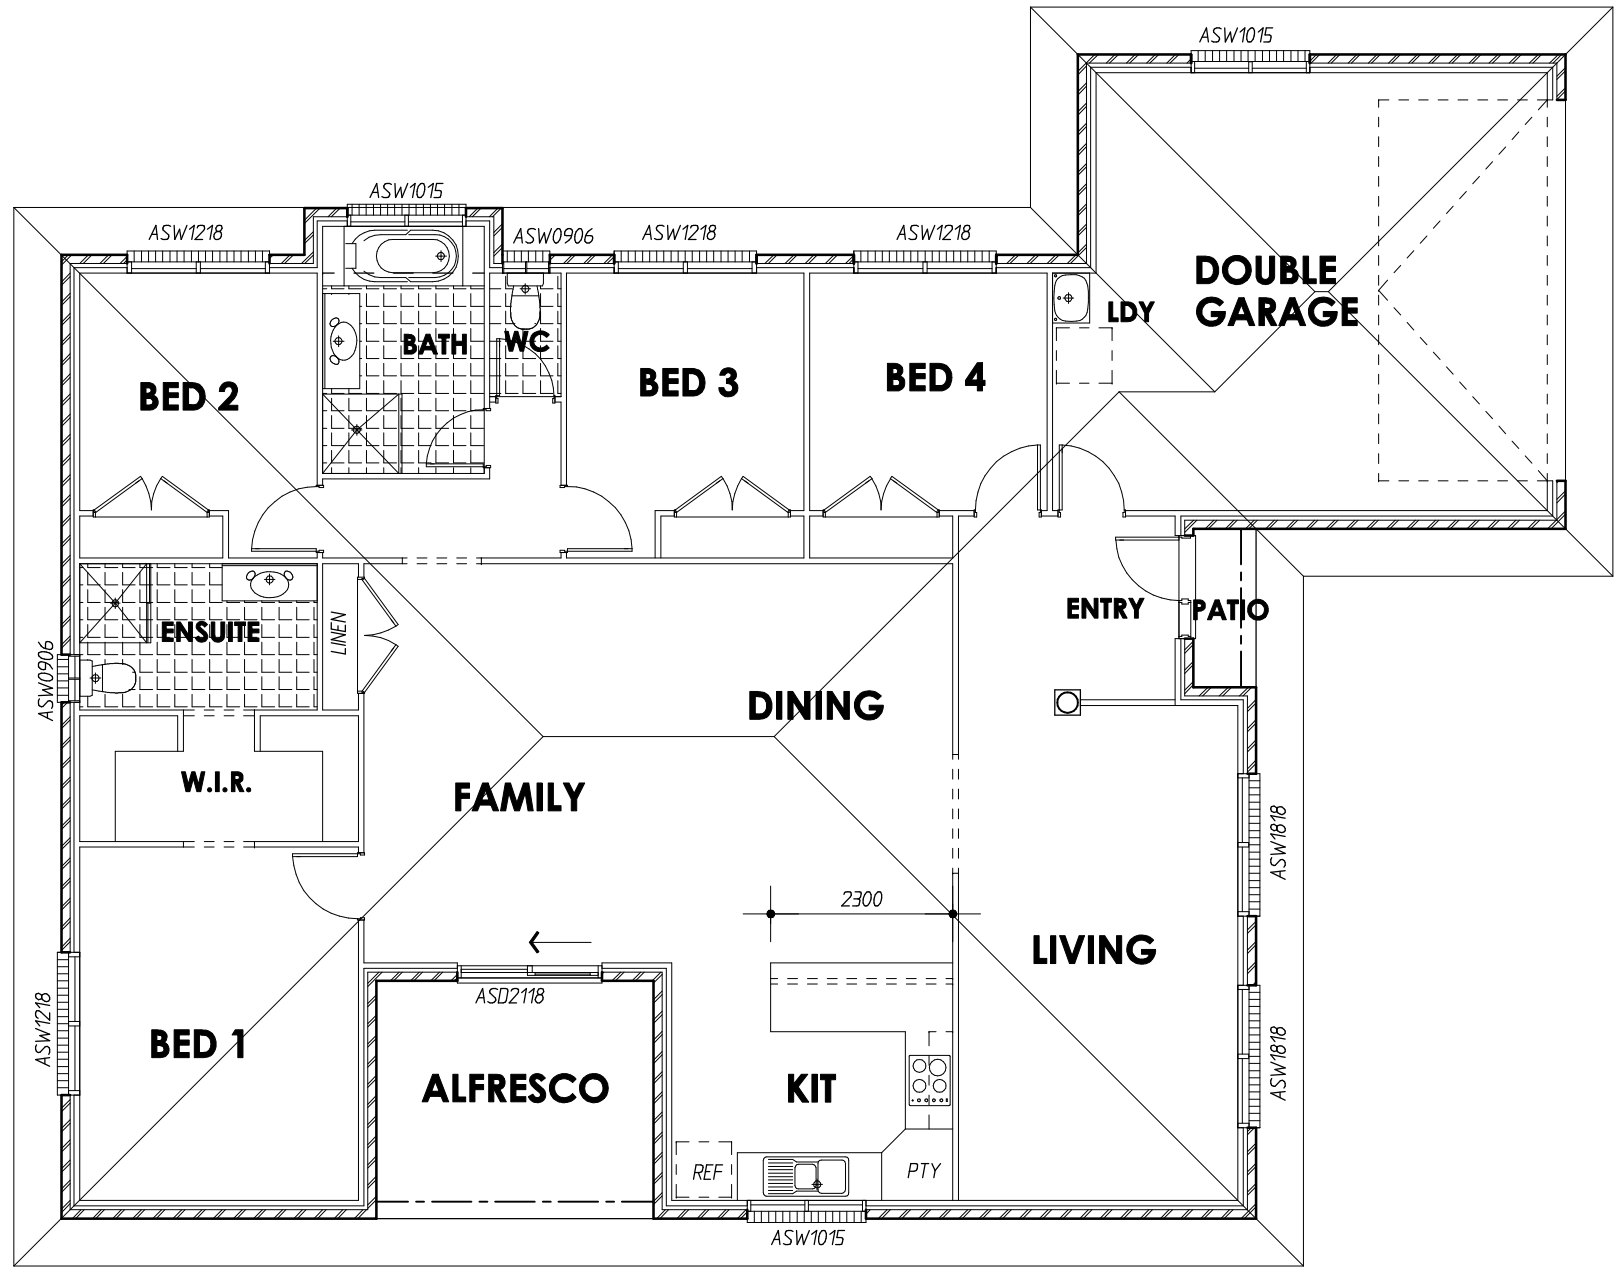 ASW1015
ASW1015
ASW1218
ASW0906
ASW1218
ASW1218
DOUBLE
GARAGE
LDY
BATH
WC
BED 2
BED 3
BED 4
ENSUITE
LINEN
ENTRY
PATIO
ASW0906
DINING
W.I.R.
FAMILY
ASW1818
2300
LIVING
ASD2118
ASW1218
BED 1
ALFRESCO
KIT
ASW1818
REF
PTY
ASW1015